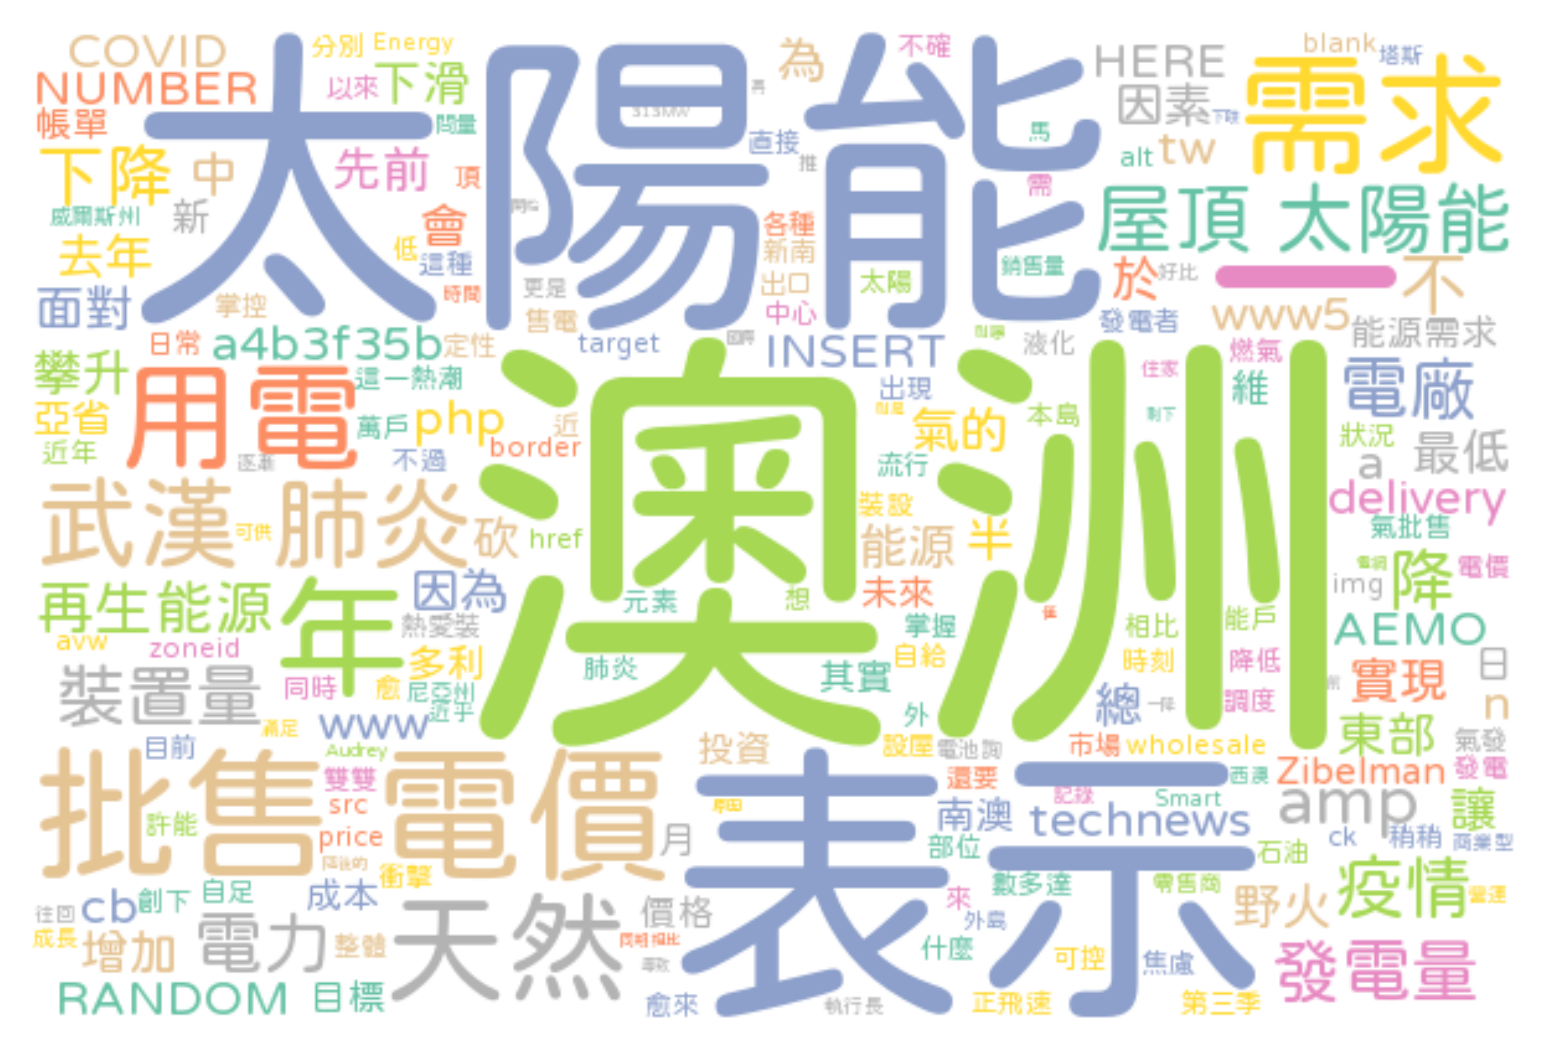 COVID 分別 Energy 為 不確 blank 塔斯
NUMBER 以來 下滑 太陽能 HERE 需求
帳單 問量 313MW 直接 馬 因素
下降 中 先前 頂 推 alt tw
威爾斯州 新 會 各種 需 屋頂 太陽能
去年 低 這種 新南 太陽 銷售量 於 好比 一 不
面對 掌控 時間 更是 出口
售電 中心 發電者 www5
日常 a4b3f35b 定性 target INSERT 液化 能源需求
攀升 用電 這一熱潮 出現 住家 燃氣 維 電廠
亞省 萬戶 php 近 氣的 本島 剩下
近年 逐漸 不過 border 流行 狀況 a 最低
武漢 肺炎 可供 砍 href 澳洲 裝設 delivery
能源 半 氣批售
再生能源 年 因為 元素 想 未來 img 降 電價
avw zoneid 熱愛裝 掌握 相比 能戶 AEMO
裝置量 同時 愈 多利 肺炎 其實 自給 時刻 降低 實現 日
尼亞州 近乎 總 一降 調度 n
www 外 東部
目前 滿足 Audrey 投資 設屋 電池詢 市場 wholesale 氣發
批售 電價 雙雙 還要 西澳 Zibelman 發電
src 表示 記錄 Smart amp 讓
許能 price 月 南澳 technews ck 稍稍 商業型
部位 石油
cb 創下 自足 成本 衝擊 數多達 零售商 疫情 營運
往回 價格 來 外島 野火
成長 增加 電力 整體 天然 什麼 可控 焦慮 發電量
RANDOM 目標 愈來 執行長 正飛速 第三季